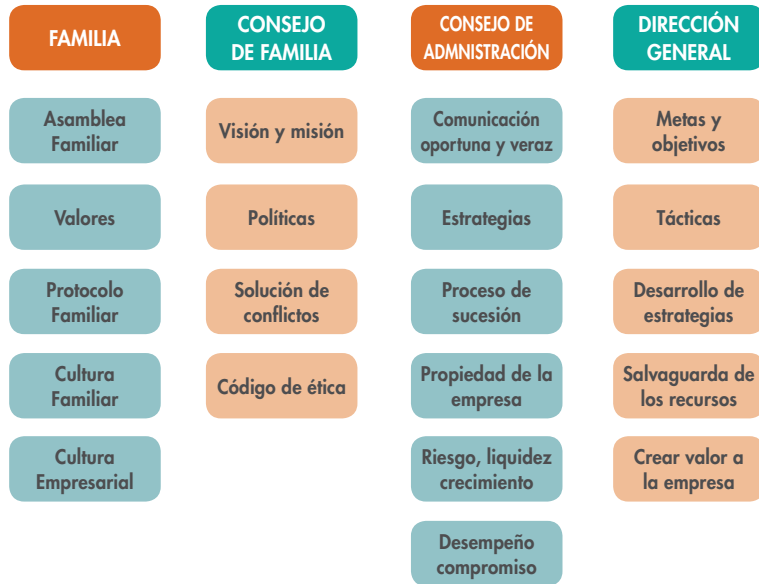 FAMILIA
Asamblea
Familiar
Valores
Protocolo
Familiar
Cultura
Familiar
Cultura
Empresarial
CONSEJO
DE FAMILIA
Visión y misión
Políticas
Solución de
conflictos
Código de ética
CONSEJO DE
ADMNISTRACIÓN
Comunicación
oportuna y veraz
Estrategias
Proceso de
sucesión
Propiedad de la
empresa
Riesgo, liquidez
crecimiento
Desempeño
compromiso
DIRECCIÓN
GENERAL
Metas y
objetivos
Tácticas
Desarrollo de
estrategias
Salvaguarda de
los recursos
Crear valor a
la empresa